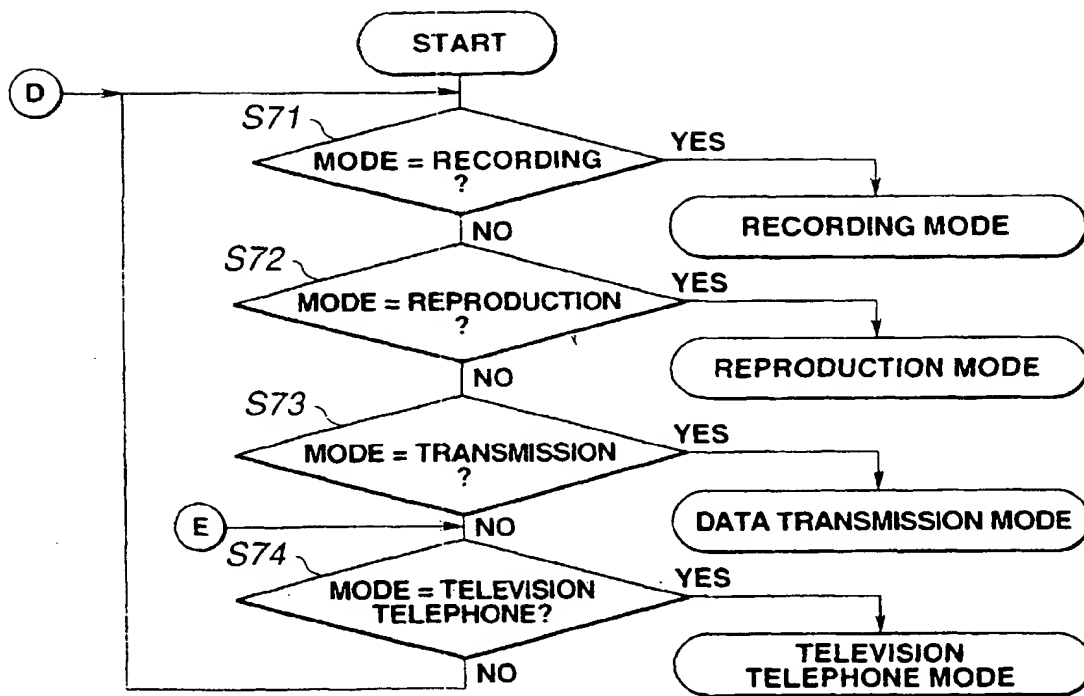 START
D
S71
MODE = RECORDING
?
YES
RECORDING MODE
NO
S72
MODE = REPRODUCTION
?
YES
REPRODUCTION MODE
NO
S73
MODE = TRANSMISSION
?
YES
DATA TRANSMISSION MODE
E
NO
S74
MODE = TELEVISION
TELEPHONE?
YES
TELEVISION
TELEPHONE MODE
NO